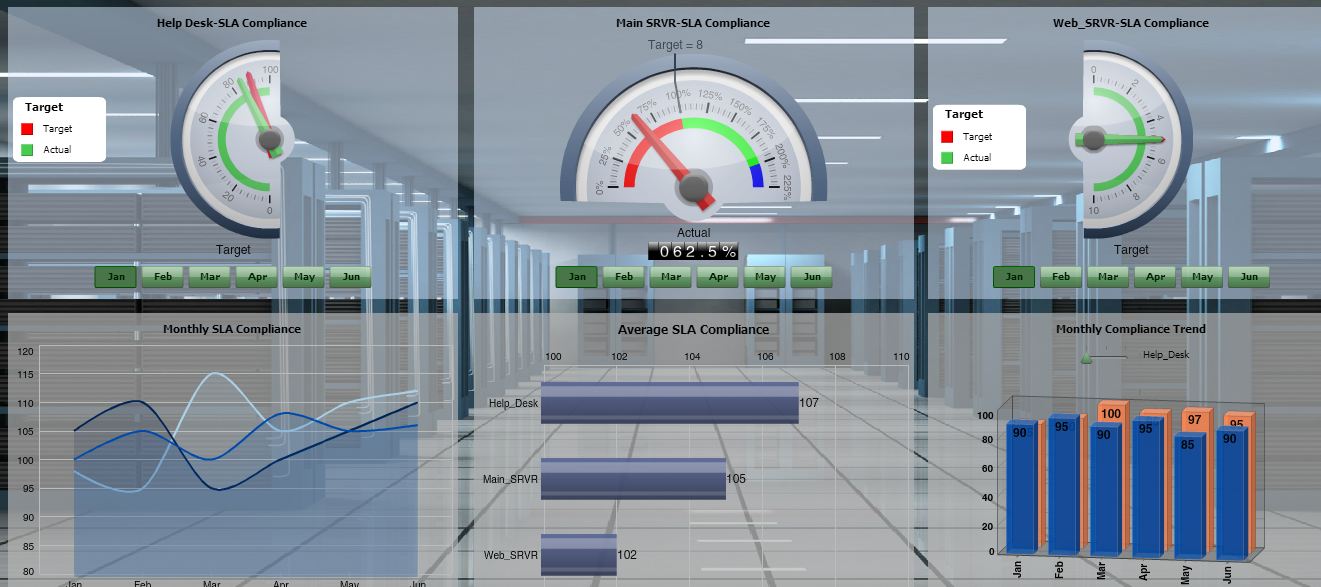 Help Desk-SLA Compliance
Target
Target
Actual
100
80
60
40
20
0
Target
Jan Feb Mar Apr May Jun
Main SRVR-SLA Compliance
Target = 8
0%
25%
50%
75%
100%
125%
150%
175%
200%
225%
Actual
062.5%
Jan Feb Mar Apr May Jun
Web_SRVR-SLA Compliance
Target
Target
Actual
0
2
4
6
8
10
Target
Jan Feb Mar Apr May Jun
Monthly SLA Compliance
120
115
110
105
100
95
90
85
80
Jan Feb Mar Apr May Jun
Average SLA Compliance
100 102 104 106 108 110
Help_Desk 107
Main_SRVR 105
Web_SRVR 102
Monthly Compliance Trend
Help_Desk
100
80
60
40
20
0
90 95 90 95 85 90
100 97 95
Jan Feb Mar Apr May Jun